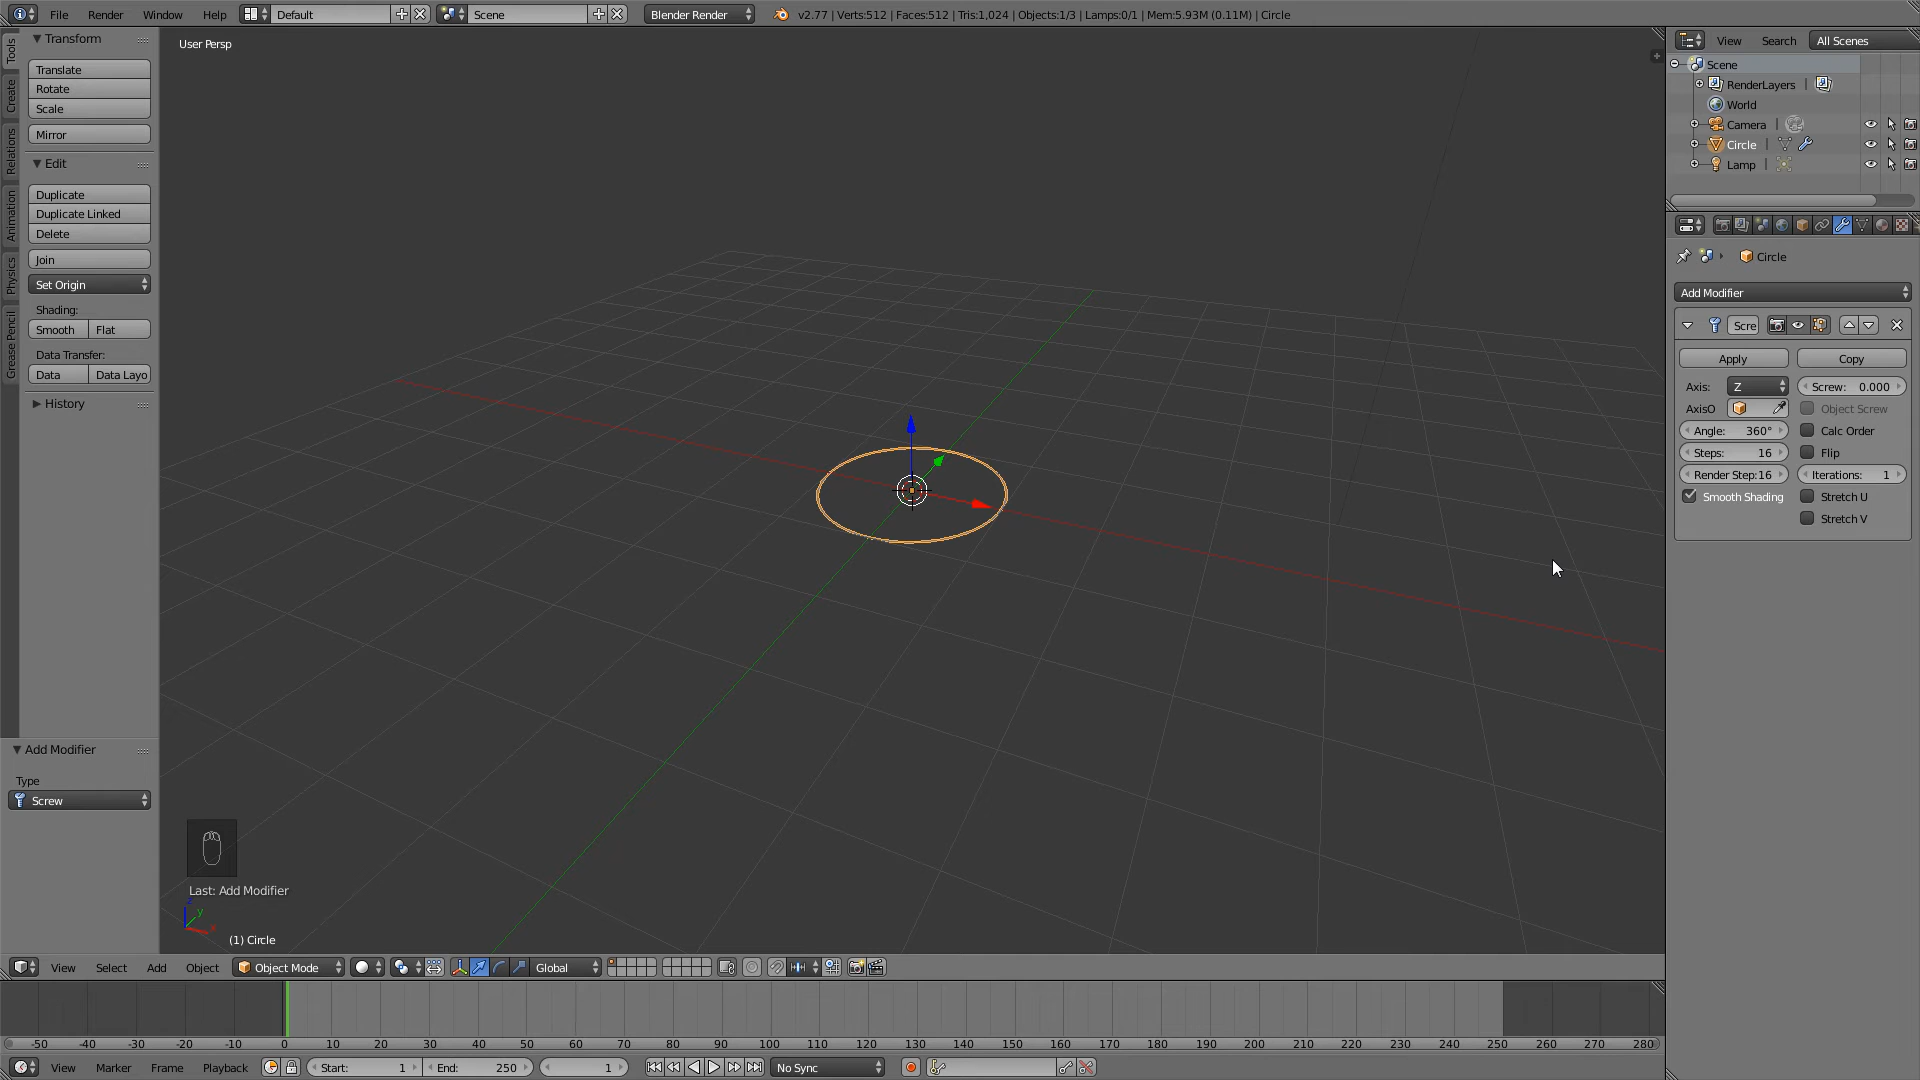 File Render Window Help Default Scene Blender Render v2.77 | Verts:512 | Faces:512 | Tris:1,024 | Objects:1/3 | Lamps:0/1 | Mem:5.93M (0.11M) | Circle
Tools
Create
Relations
Animation
Physics
Grease Pencil
Transform
Translate
Rotate
Scale
Mirror
Edit
Duplicate
Duplicate Linked
Delete
Join
Set Origin
Shading:
Smooth Flat
Data Transfer:
Data Data Layo
History
Add Modifier
Type
Screw
User Persp
Last: Add Modifier
z
y
x
(1) Circle
View Search All Scenes
Scene
RenderLayers |
World
Camera |
Circle |
Lamp |
Circle
Add Modifier
Scre
Apply Copy
Axis: Z Screw: 0.000
AxisO Object Screw
Angle: 360° Calc Order
Steps: 16 Flip
Render Step:16 Iterations: 1
Smooth Shading Stretch U
Stretch V
View Select Add Object Object Mode Global
-50 -40 -30 -20 -10 0 10 20 30 40 50 60 70 80 90 100 110 120 130 140 150 160 170 180 190 200 210 220 230 240 250 260 270 280
View Marker Frame Playback Start: 1 End: 250 1 No Sync